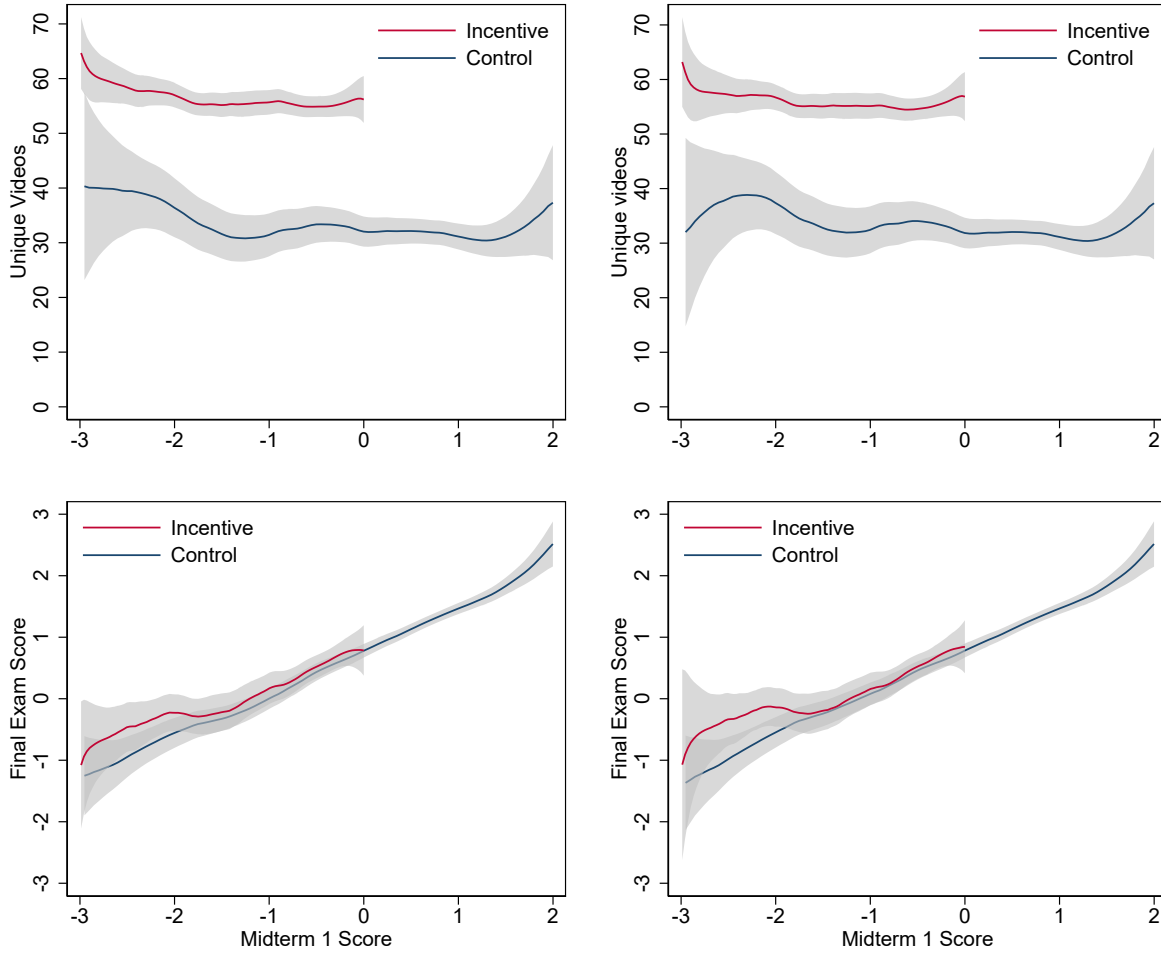 70
60
50
40
30
20
10
0
Unique Videos
Incentive
Control
-3 -2 -1 0 1 2
70
60
50
40
30
20
10
0
Unique videos
Incentive
Control
-3 -2 -1 0 1 2
3
2
1
0
-1
-2
-3
Final Exam Score
Incentive
Control
-3 -2 -1 0 1 2
Midterm 1 Score
3
2
1
0
-1
-2
-3
Final Exam Score
Incentive
Control
-3 -2 -1 0 1 2
Midterm 1 Score